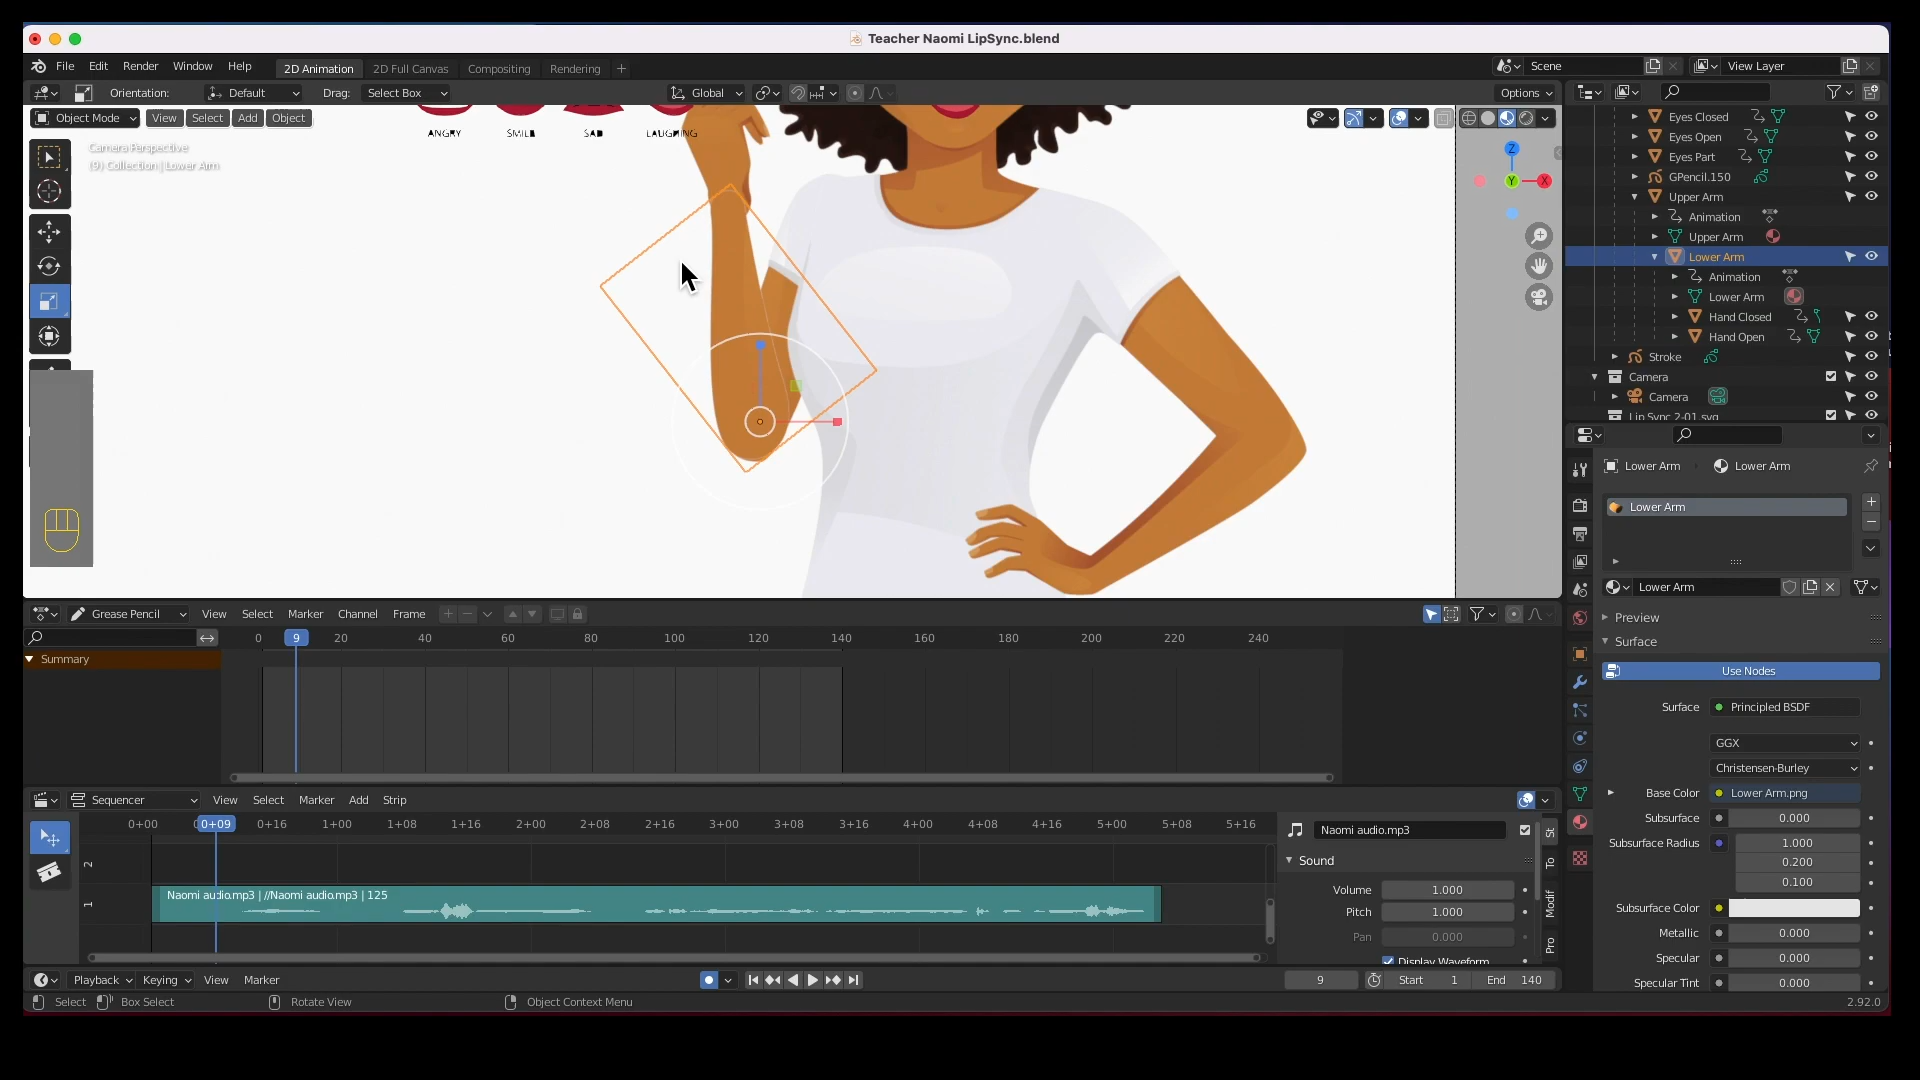 Teacher Naomi LipSync.blend
File Edit Render Window Help 2D Animation 2D Full Canvas Compositing Rendering + Scene View Layer
Orientation: Default Drag: Select Box Global Options
Object Mode View Select Add Object
ANGRY SMILE SAD LAUGHING
Camera Perspective
(9) Collection | Lower Arm
Z
Y X
Eyes Closed
Eyes Open
Eyes Part
GPencil.150
Upper Arm
Animation
Upper Arm
Lower Arm
Animation
Lower Arm
Hand Closed
Hand Open
Stroke
Camera
Camera
Lip Sync 2-01.svg
Lower Arm Lower Arm
Lower Arm
Lower Arm
Preview
Surface
Use Nodes
Surface Principled BSDF
GGX
Christensen-Burley
Base Color Lower Arm.png
Subsurface 0.000
Subsurface Radius 1.000
0.200
0.100
Subsurface Color
Metallic 0.000
Specular 0.000
Specular Tint 0.000
Grease Pencil View Select Marker Channel Frame
0 9 20 40 60 80 100 120 140 160 180 200 220 240
Summary
Sequencer View Select Marker Add Strip
0+00 0+09 0+16 1+00 1+08 1+16 2+00 2+08 2+16 3+00 3+08 3+16 4+00 4+08 4+16 5+00 5+08 5+16
2
1
Naomi audio.mp3 | //Naomi audio.mp3 | 125
Naomi audio.mp3
Sound
Volume 1.000
Pitch 1.000
Pan 0.000
Display Waveform
St
To
Modif
Pro
Playback Keying View Marker 9 Start 1 End 140
Select Box Select Rotate View Object Context Menu 2.92.0